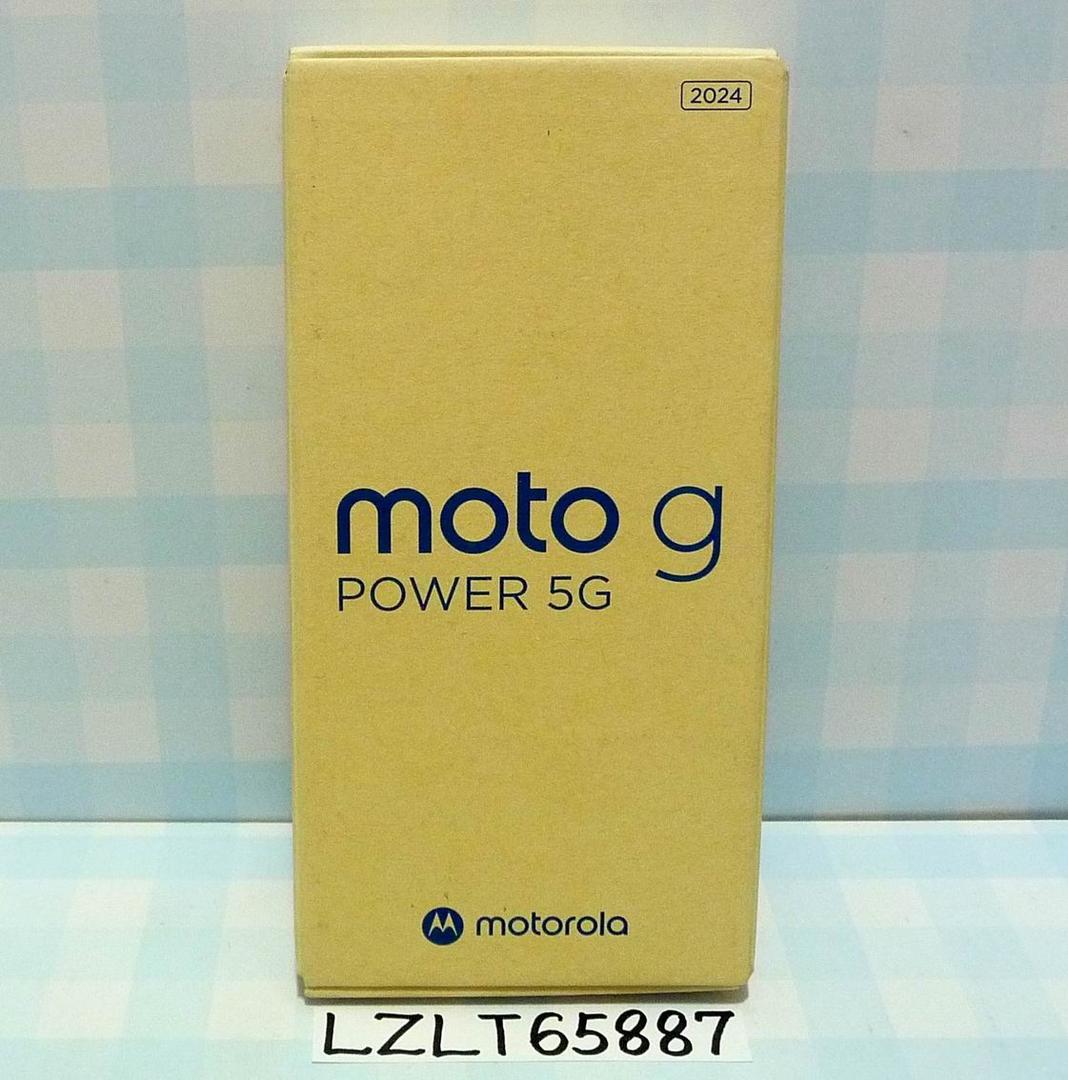 2024
moto g
POWER 5G
motorola
LZLT65887